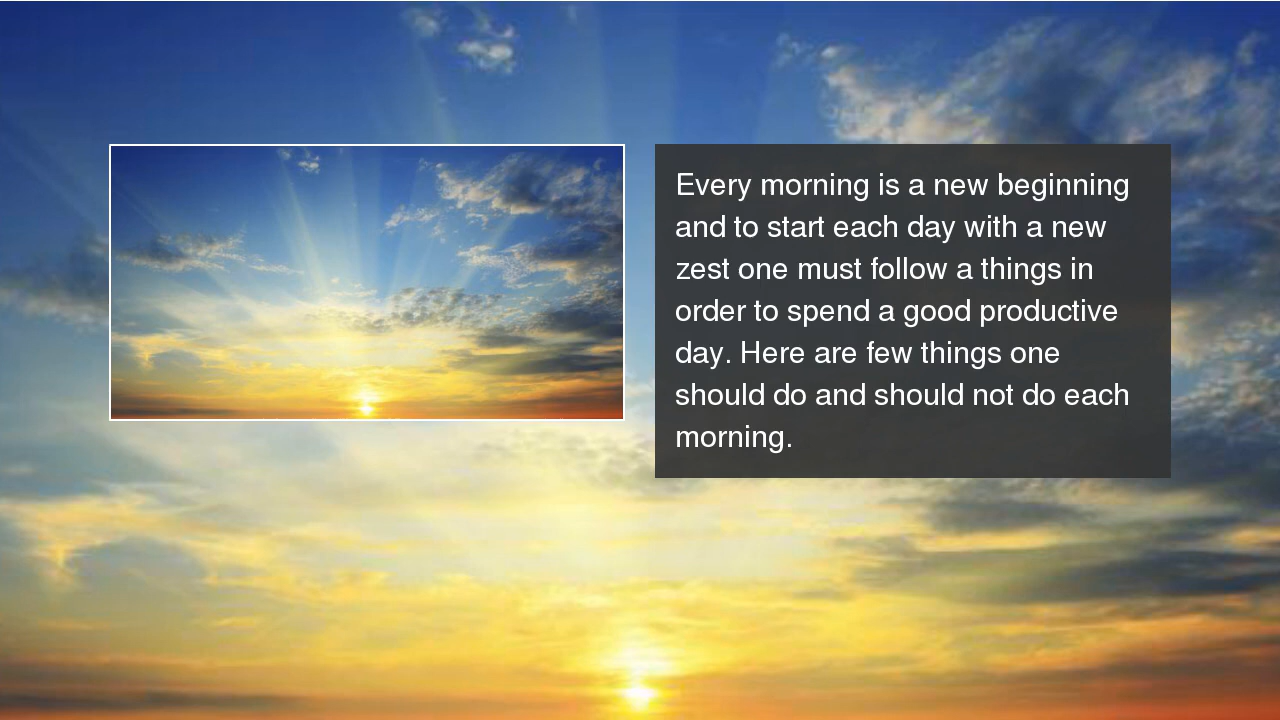 Every morning is a new beginning
and to start each day with a new
zest one must follow a things in
order to spend a good productive
day. Here are few things one
should do and should not do each
morning.